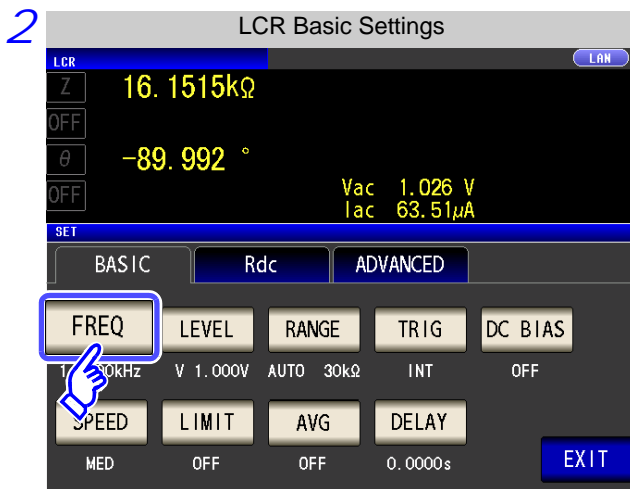 2
LCR Basic Settings
LCR
LAN
Z 16.1515kΩ
OFF
θ -89.992 °
OFF
Vac 1.026 V
Iac 63.51μA
SET
BASIC Rdc ADVANCED
FREQ LEVEL RANGE TRIG DC BIAS
V 1.000V AUTO 30kΩ INT OFF
SPEED LIMIT AVG DELAY
MED OFF OFF 0.0000s
EXIT